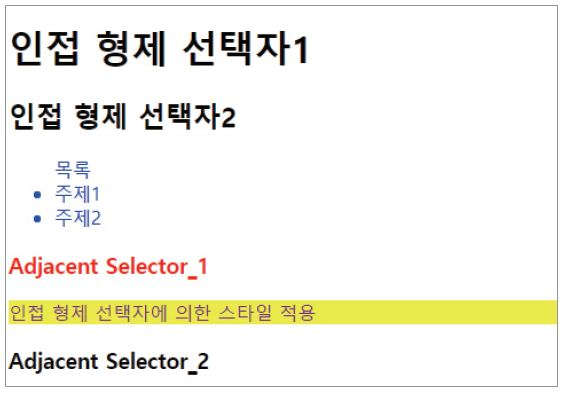 인접 형제 선택자1
인접 형제 선택자2
목록
주제1
주제2
Adjacent Selector_1
인접 형제 선택자에 의한 스타일 적용
Adjacent Selector_2